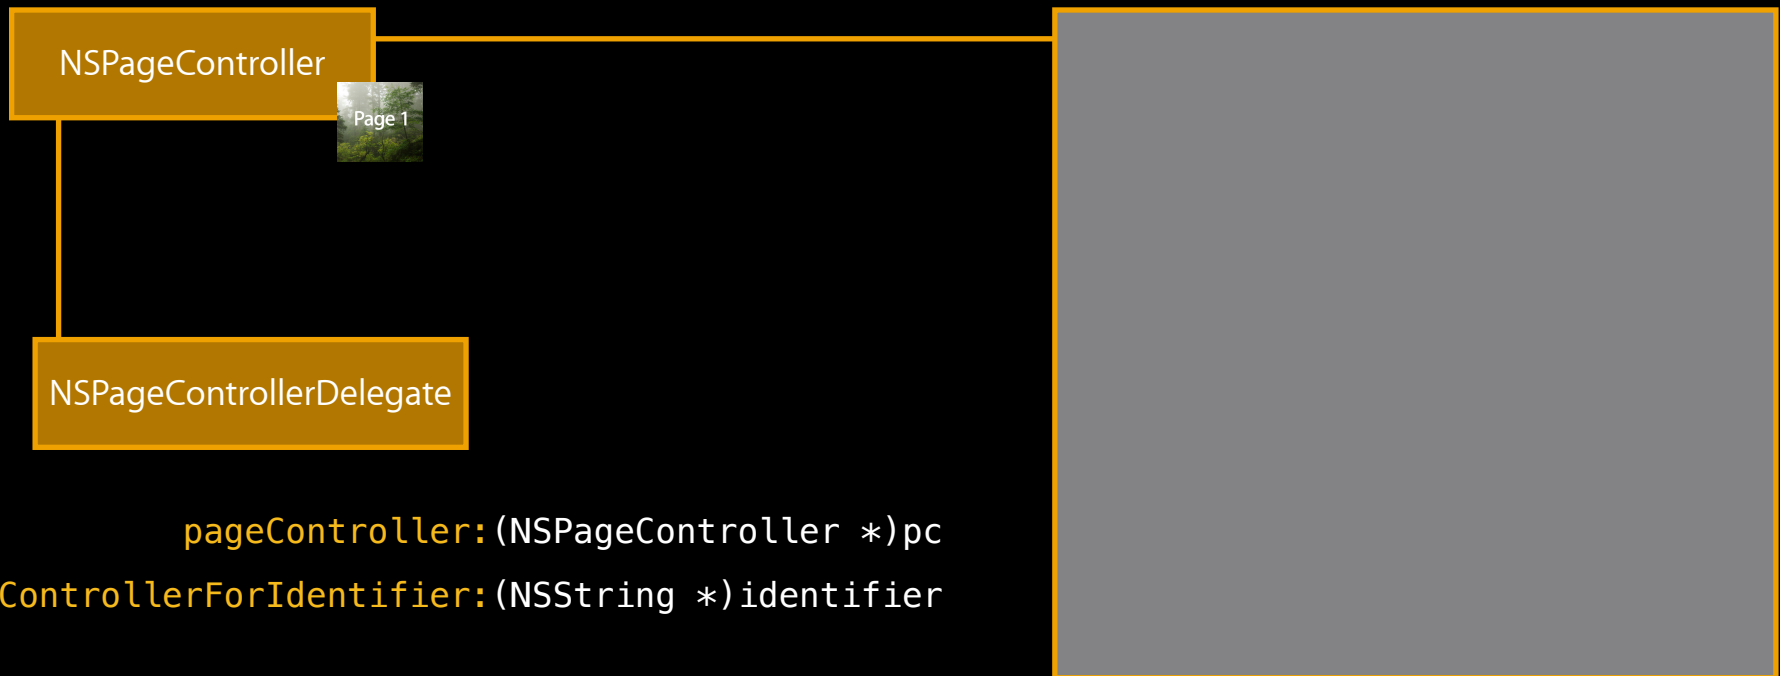 NSPageController
Page 1
NSPageControllerDelegate
pageController:(NSPageController *)pc
ControllerForIdentifier:(NSString *)identifier